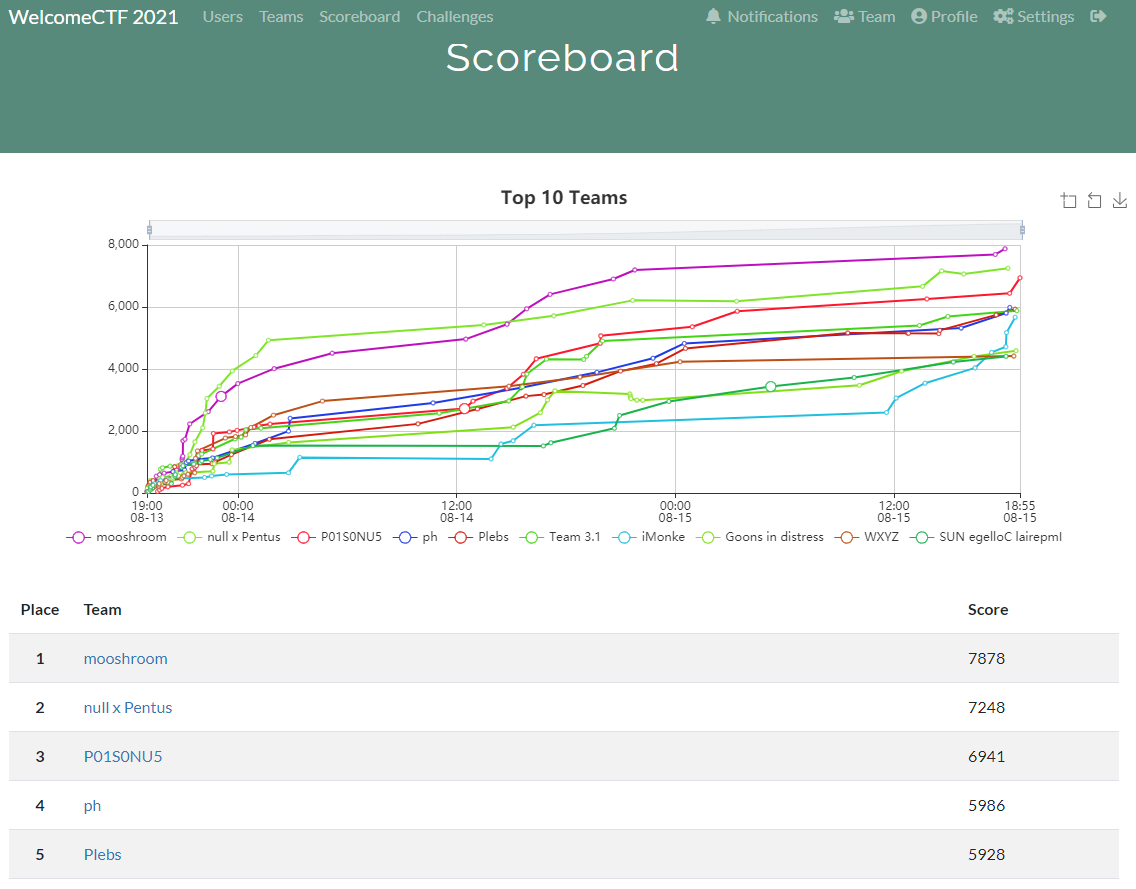 WelcomeCTF 2021 Users Teams Scoreboard Challenges Notifications Team Profile Settings
Scoreboard
Top 10 Teams
8,000
6,000
4,000
2,000
0
19:00 00:00 12:00 00:00 12:00 18:55
08-13 08-14 08-14 08-15 08-15 08-15
mooshroom null x Pentus P01S0NU5 ph Plebs Team 3.1 iMonke Goons in distress WXYZ SUN egelloC lairepmI
Place Team Score
1 mooshroom 7878
2 null x Pentus 7248
3 P01S0NU5 6941
4 ph 5986
5 Plebs 5928